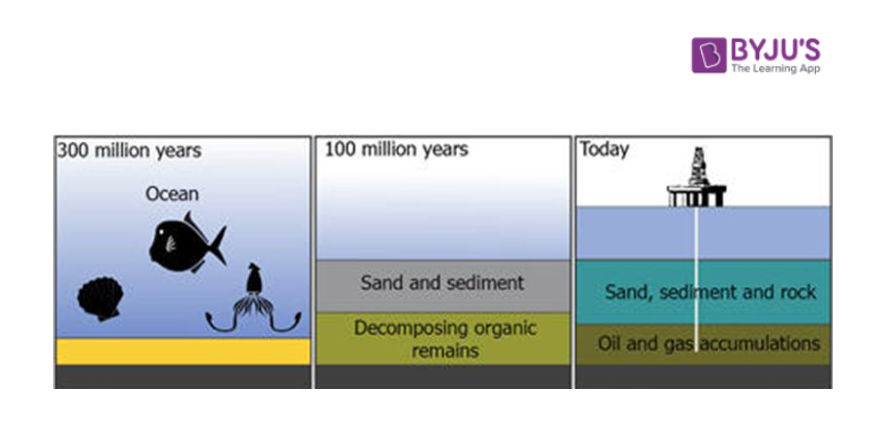 BYJU'S
The Learning App
300 million years
Ocean
100 million years
Sand and sediment
Decomposing organic
remains
Today
Sand, sediment and rock
Oil and gas accumulations